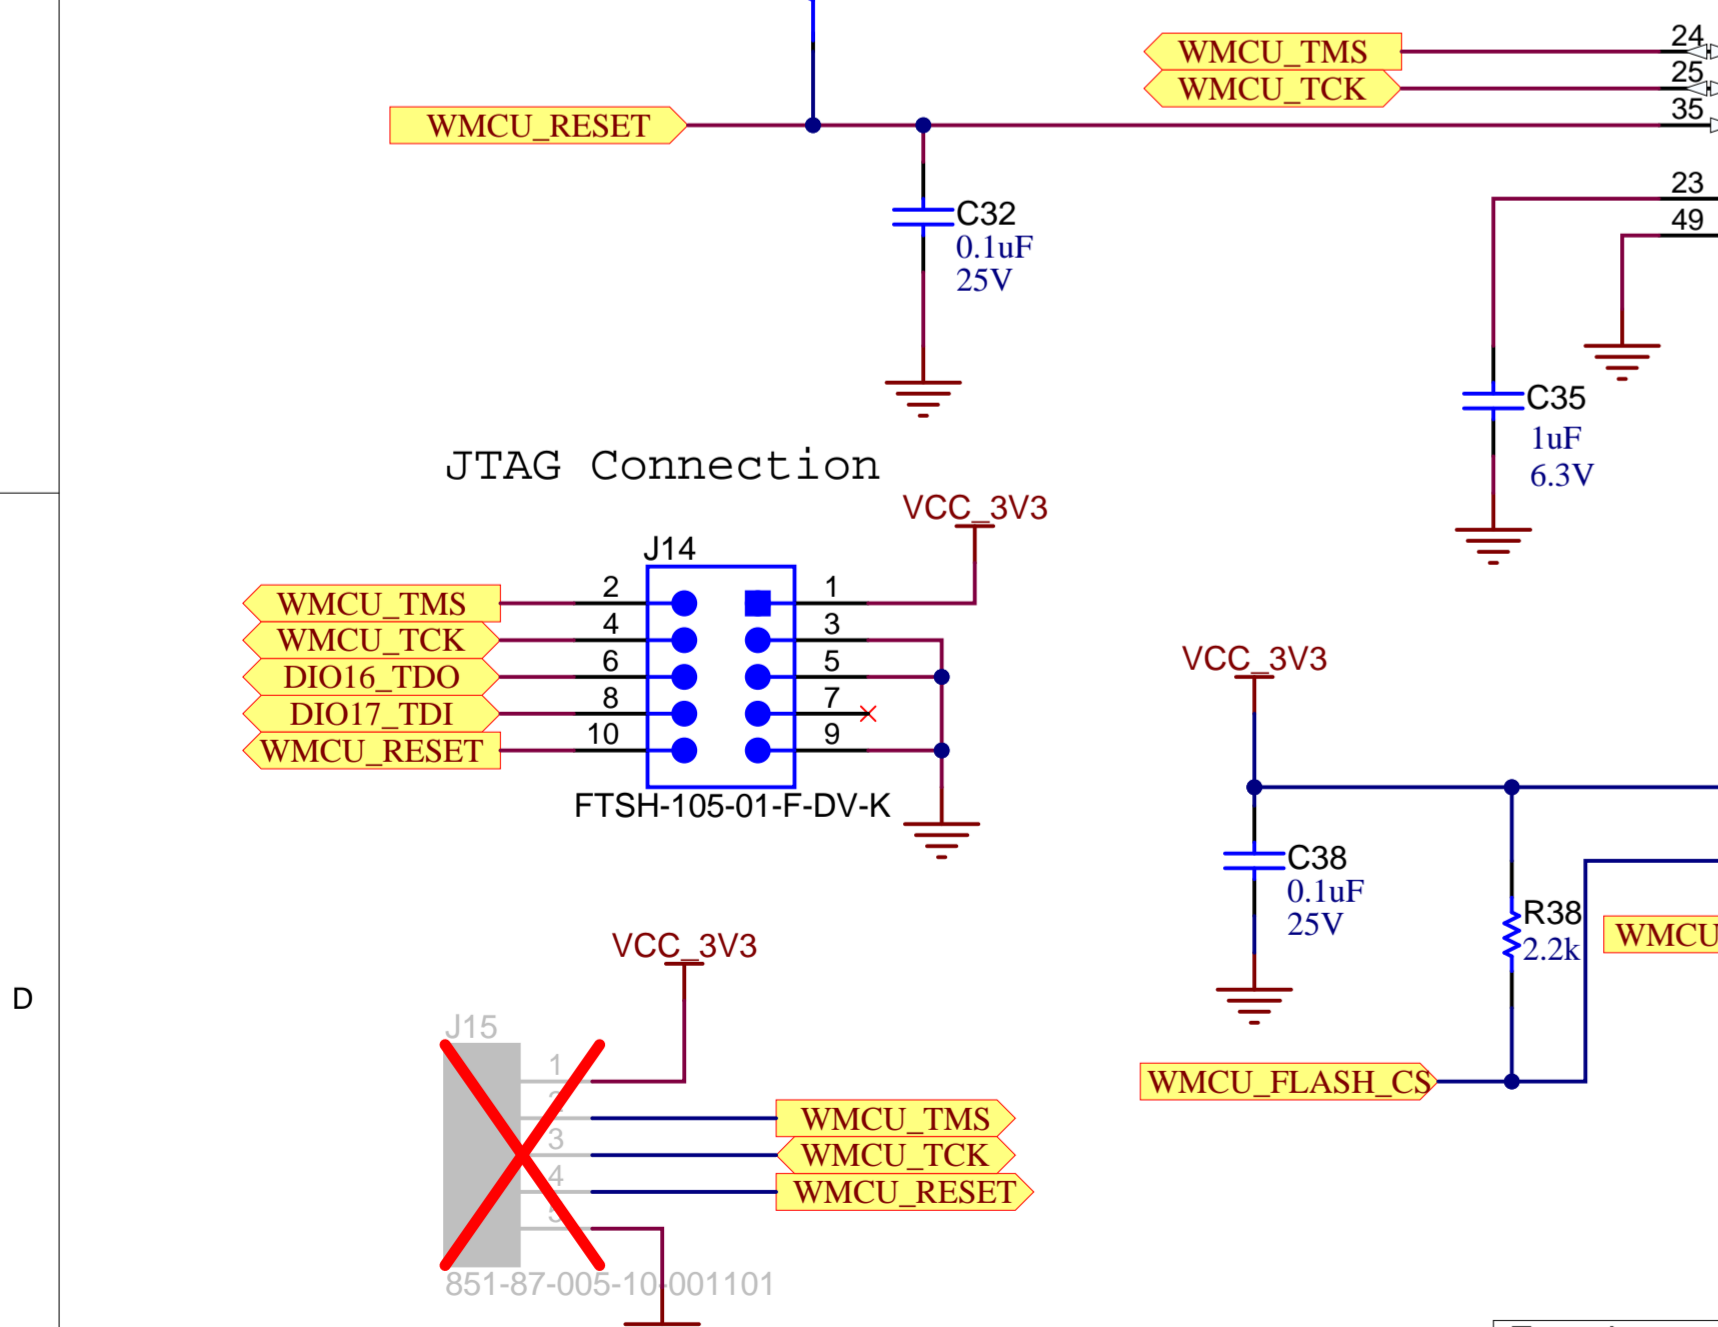 WMCU_TMS
24
WMCU_TCK
25
WMCU_RESET
35
23
49
C32
0.1uF
25V
C35
1uF
6.3V
JTAG Connection
VCC_3V3
J14
WMCU_TMS 2 1
WMCU_TCK 4 3
DIO16_TDO 6 5
DIO17_TDI 8 7
WMCU_RESET 10 9
FTSH-105-01-F-DV-K
VCC_3V3
C38
0.1uF
25V
R38
2.2k
WMCU
WMCU_FLASH_CS
D
VCC_3V3
J15
1
2 WMCU_TMS
3 WMCU_TCK
4 WMCU_RESET
5
851-87-005-10-001101